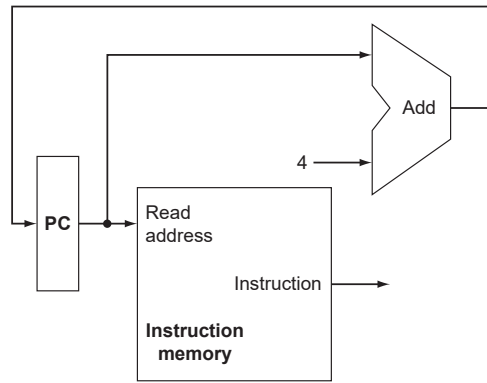 Add
4
PC
Read
address
Instruction
Instruction
memory